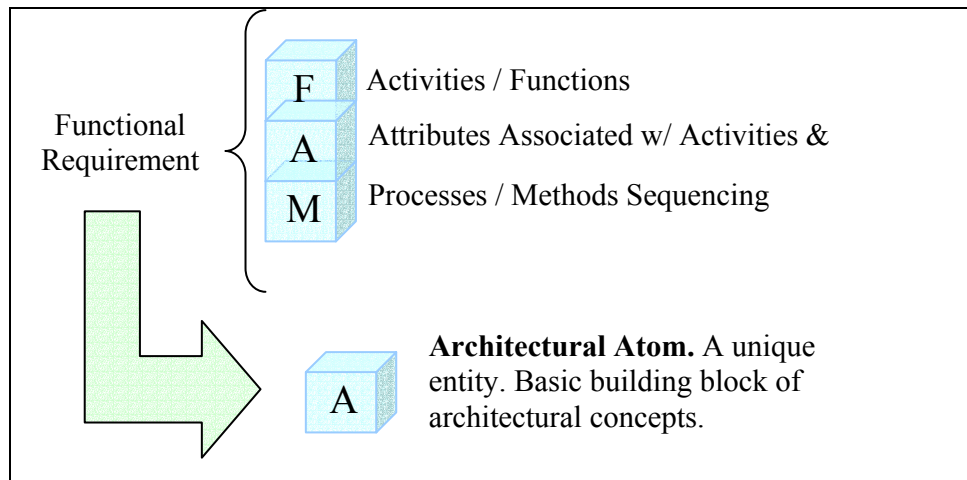 Functional
Requirement
F
Activities / Functions
A
Attributes Associated w/ Activities &
M
Processes / Methods Sequencing
A
Architectural Atom. A unique
entity. Basic building block of
architectural concepts.